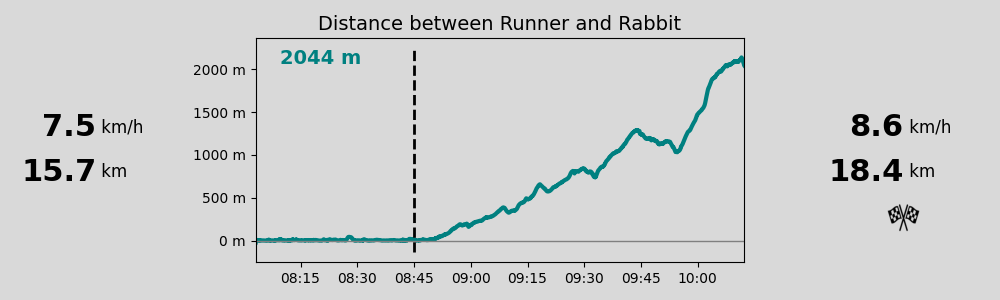 Distance between Runner and Rabbit
2044 m
2000 m
1500 m
1000 m
500 m
0 m
08:15 08:30 08:45 09:00 09:15 09:30 09:45 10:00
7.5 km/h
15.7 km
8.6 km/h
18.4 km